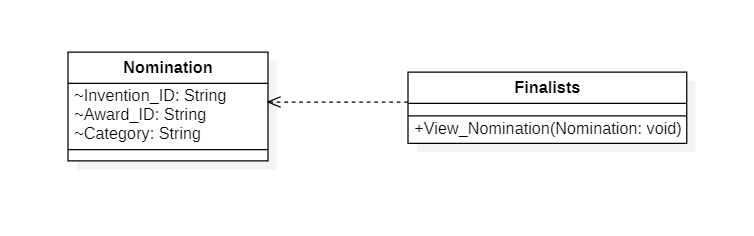 Nomination
~Invention_ID: String
~Award_ID: String
~Category: String
Finalists
+View_Nomination(Nomination: void)